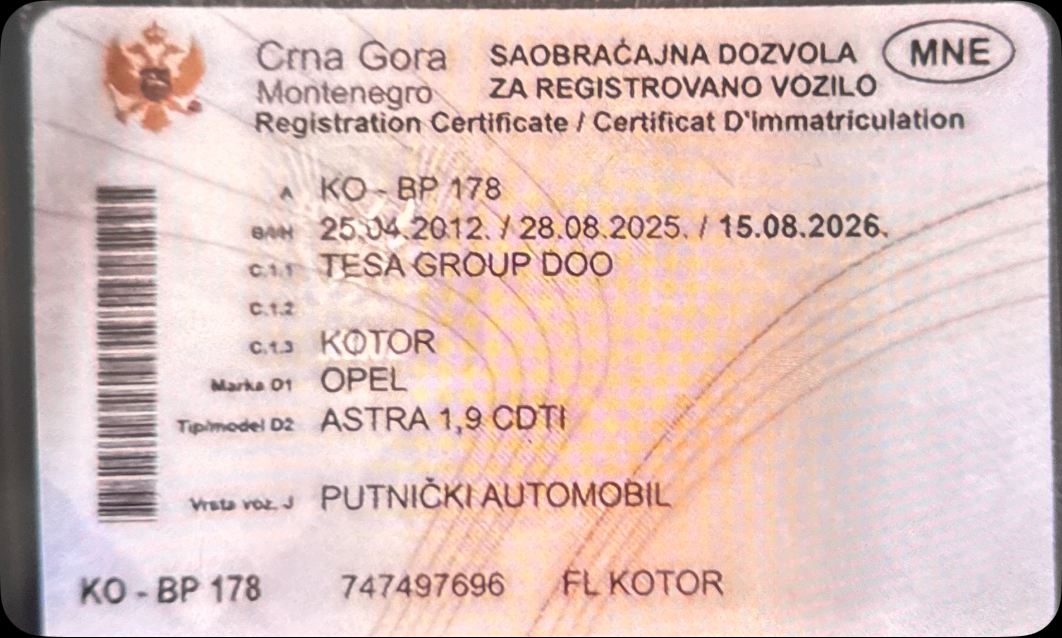 Crna Gora
Montenegro
SAOBRAĆAJNA DOZVOLA
ZA REGISTROVANO VOZILO
MNE
Registration Certificate / Certificat D'immatriculation
A KO - BP 178
B/I/H 25.04.2012. / 28.08.2025. / 15.08.2026.
C.1.1 TESA GROUP DOO
C.1.2
C.1.3 KOTOR
Marka D1 OPEL
Tip/model D2 ASTRA 1,9 CDTI
Vrsta voz. J PUTNIČKI AUTOMOBIL
KO - BP 178 747497696 FL KOTOR